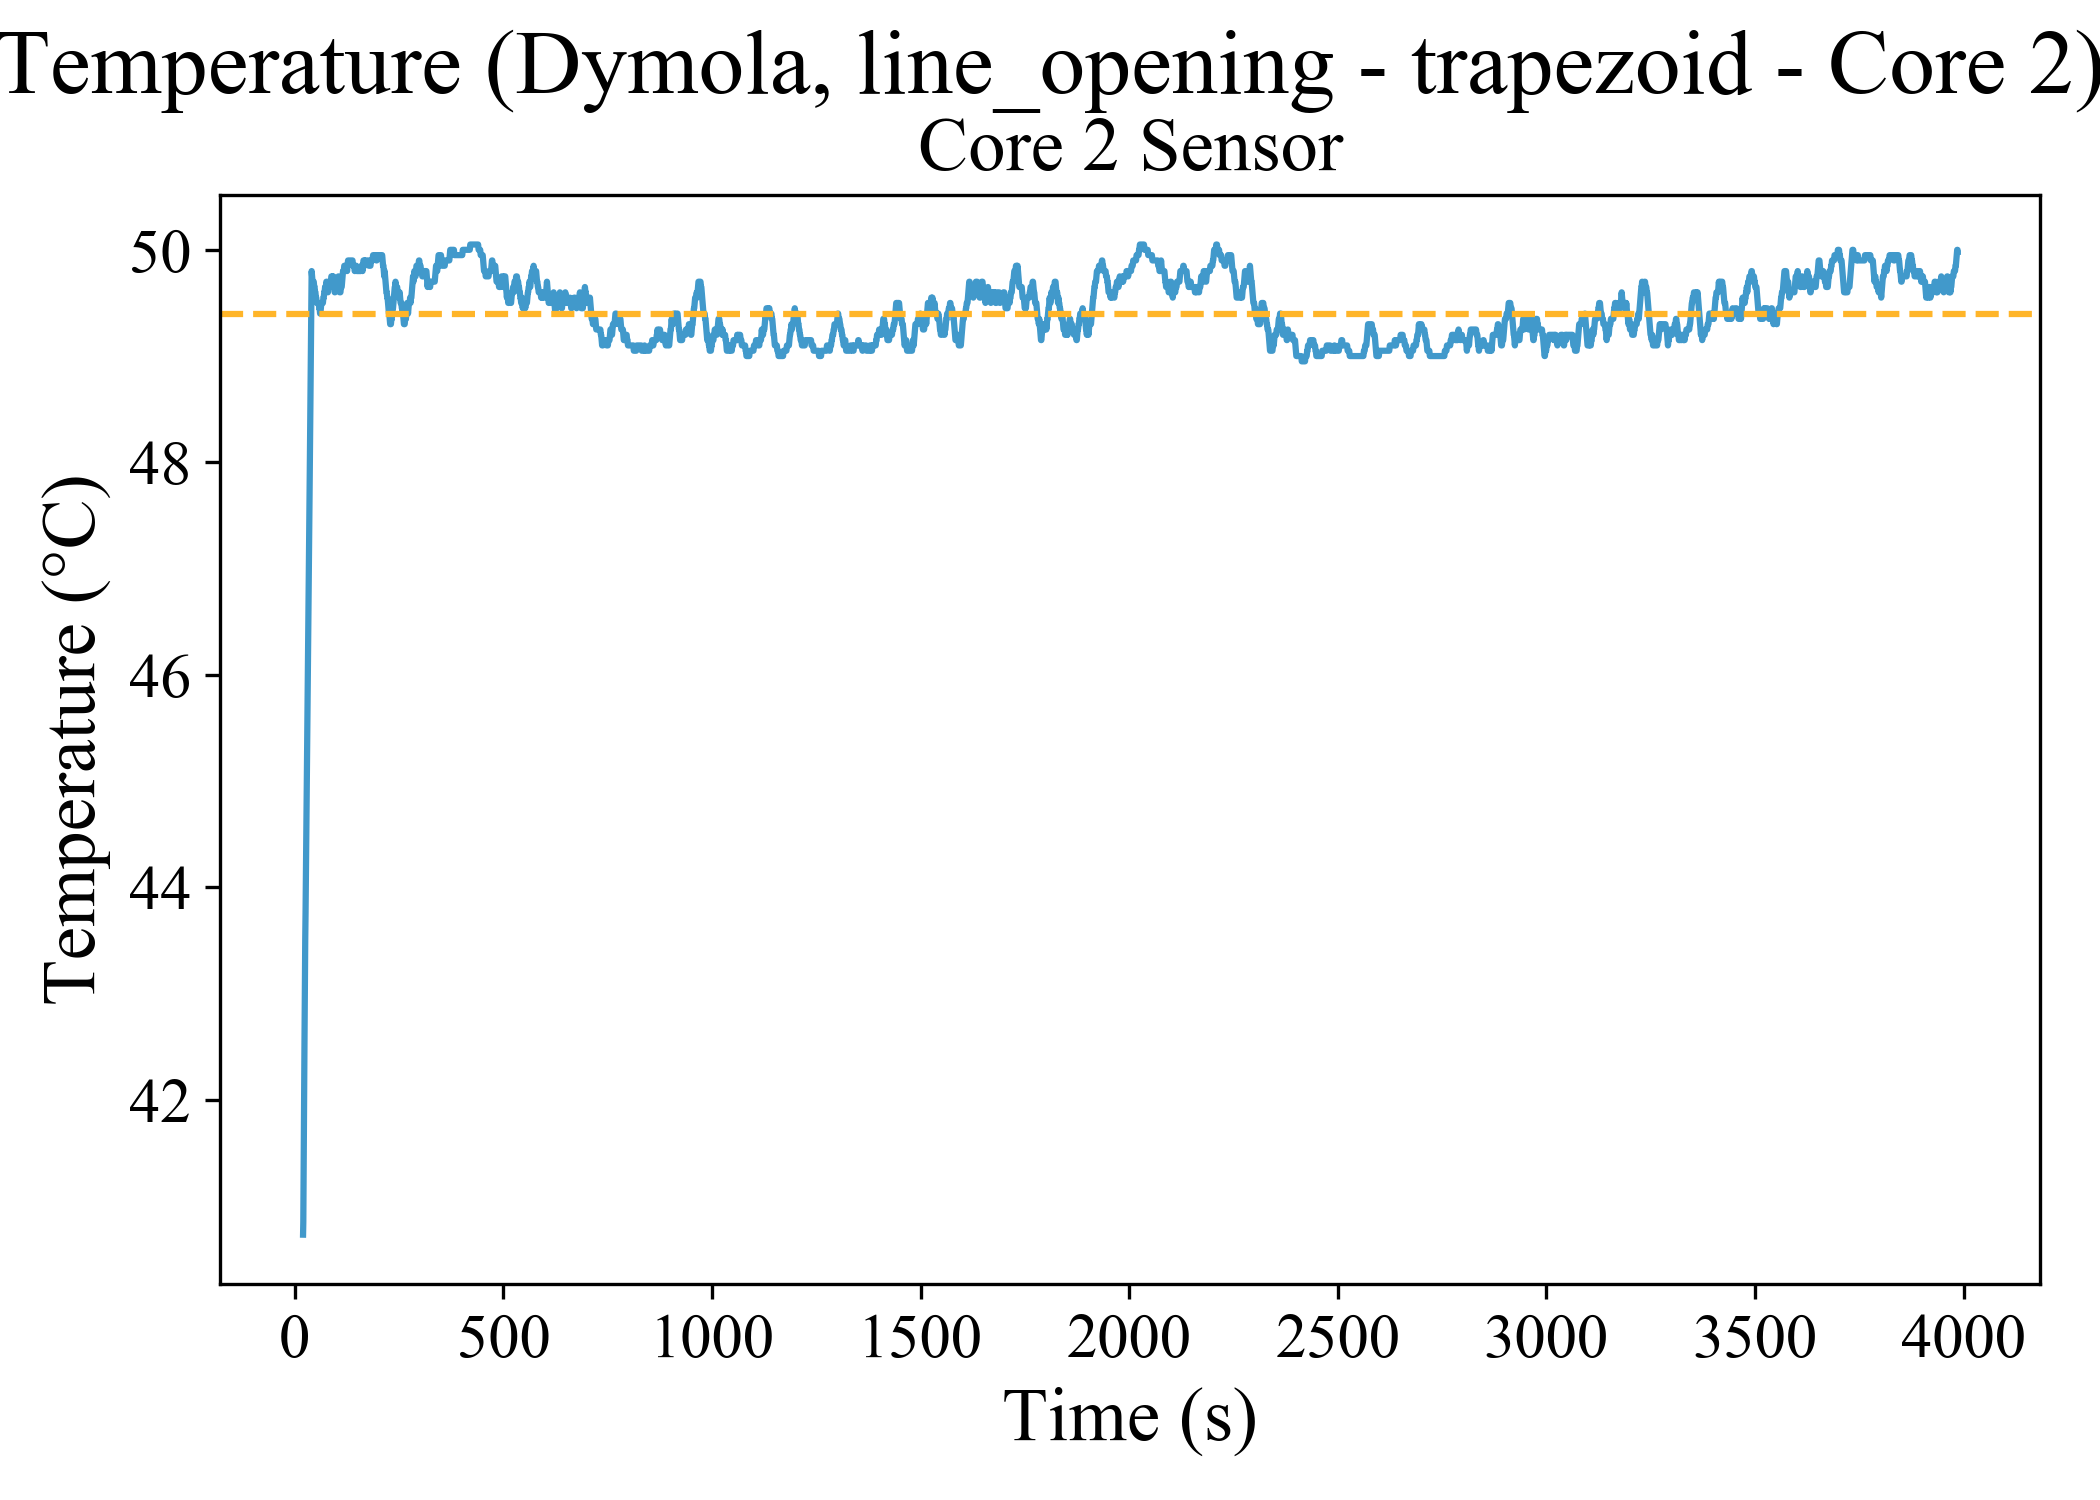 Temperature (Dymola, line_opening - trapezoid - Core 2)
Core 2 Sensor
50
48
46
44
42
Temperature (°C)
0 500 1000 1500 2000 2500 3000 3500 4000
Time (s)